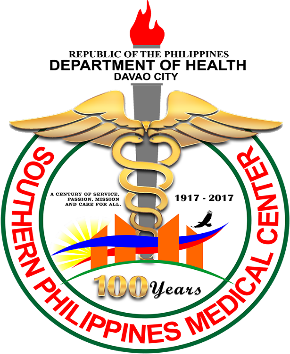 REPUBLIC OF THE PHILIPPINES
DEPARTMENT OF HEALTH
DAVAO CITY
SOUTHERN PHILIPPINES MEDICAL CENTER
A CENTURY OF SERVICE,
PASSION, MISSION
AND CARE FOR ALL.
1917 - 2017
100 Years